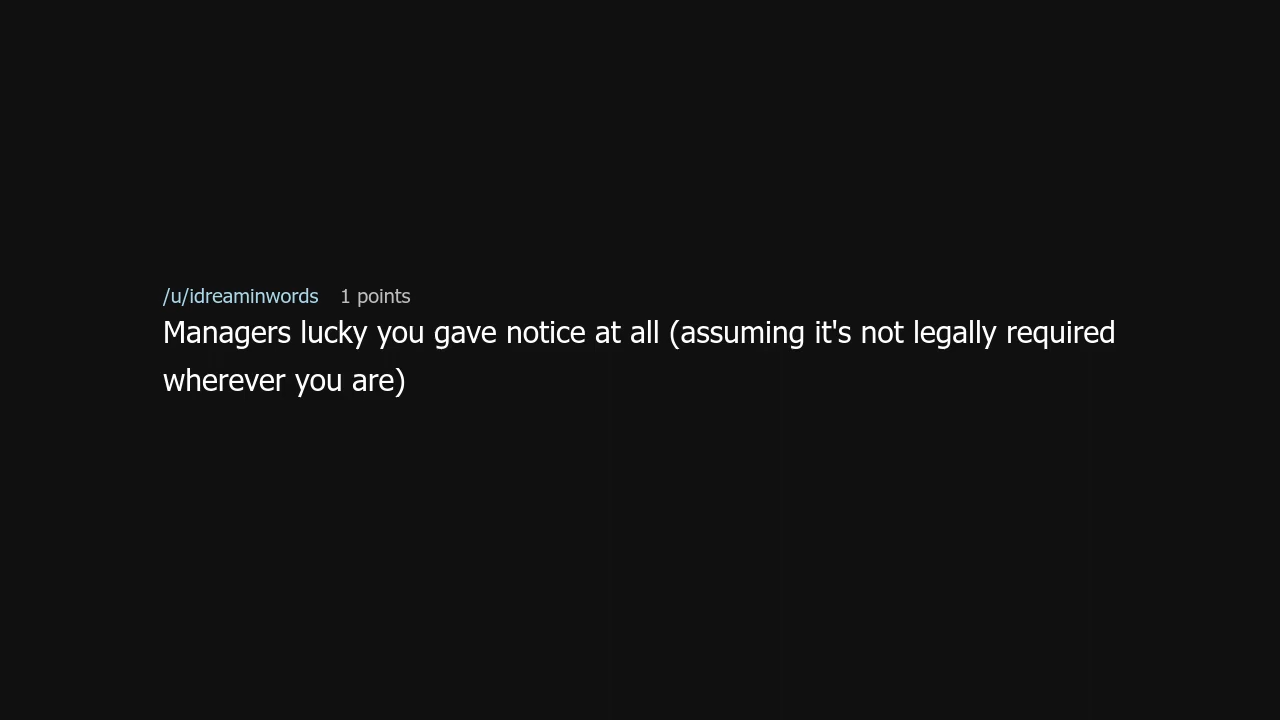 /u/idreaminwords 1 points
Managers lucky you gave notice at all (assuming it's not legally required
wherever you are)